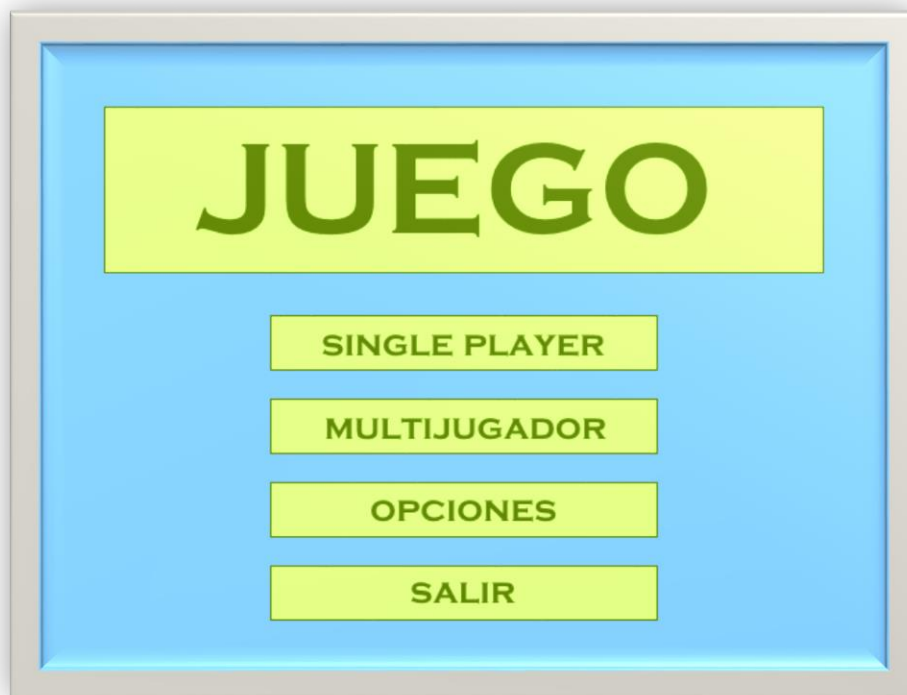 JUEGO
SINGLE PLAYER
MULTIJUGADOR
OPCIONES
SALIR